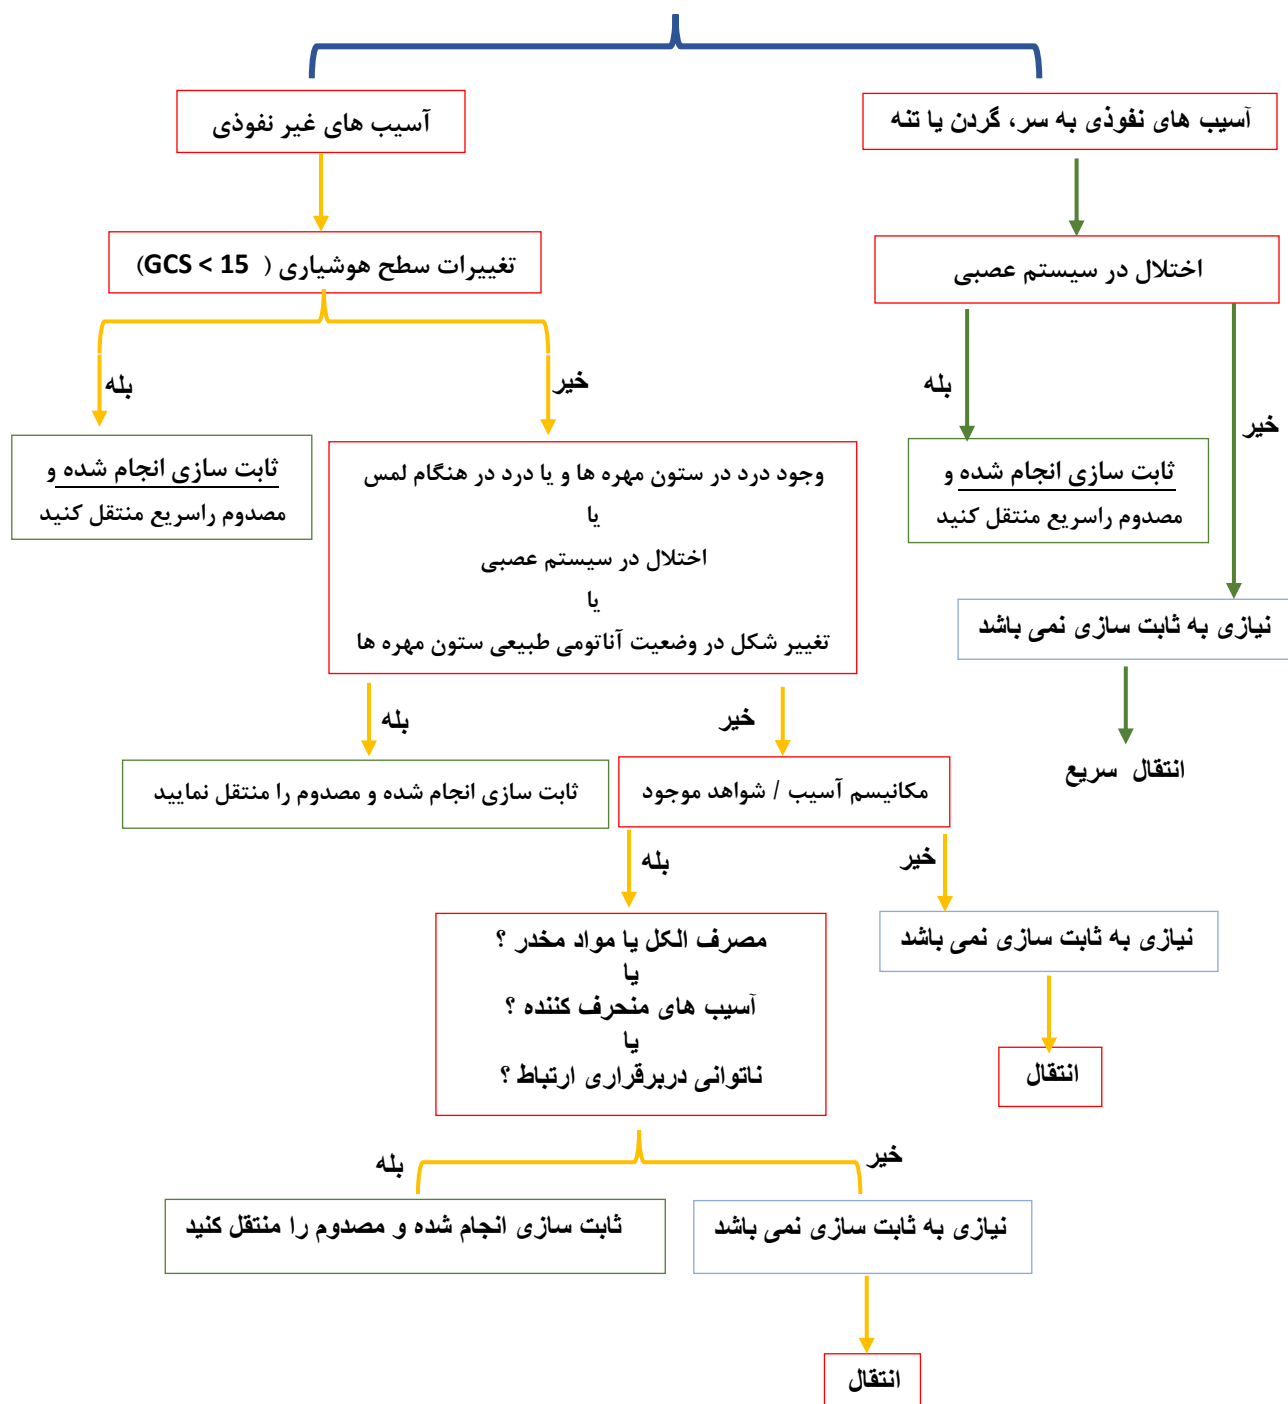 آسیب های نفوذی به سر، گردن یا تنه
آسیب های غیر نفوذی
اختلال در سیستم عصبی
تغییرات سطح هوشیاری ( GCS < 15)
بله
خیر
بله
خیر
ثابت سازی انجام شده و
مصدوم راسریع منتقل کنید
وجود درد در ستون مهره ها و یا درد در هنگام لمس
یا
اختلال در سیستم عصبی
یا
تغییر شکل در وضعیت آناتومی طبیعی ستون مهره ها
ثابت سازی انجام شده و
مصدوم راسریع منتقل کنید
نیازی به ثابت سازی نمی باشد
انتقال سریع
خیر
بله
مکانیسم آسیب / شواهد موجود
ثابت سازی انجام شده و مصدوم را منتقل نمایید
خیر
بله
نیازی به ثابت سازی نمی باشد
انتقال
مصرف الکل یا مواد مخدر ؟
یا
آسیب های منحرف کننده ؟
یا
ناتوانی دربرقراری ارتباط ؟
خیر
بله
نیازی به ثابت سازی نمی باشد
ثابت سازی انجام شده و مصدوم را منتقل کنید
انتقال